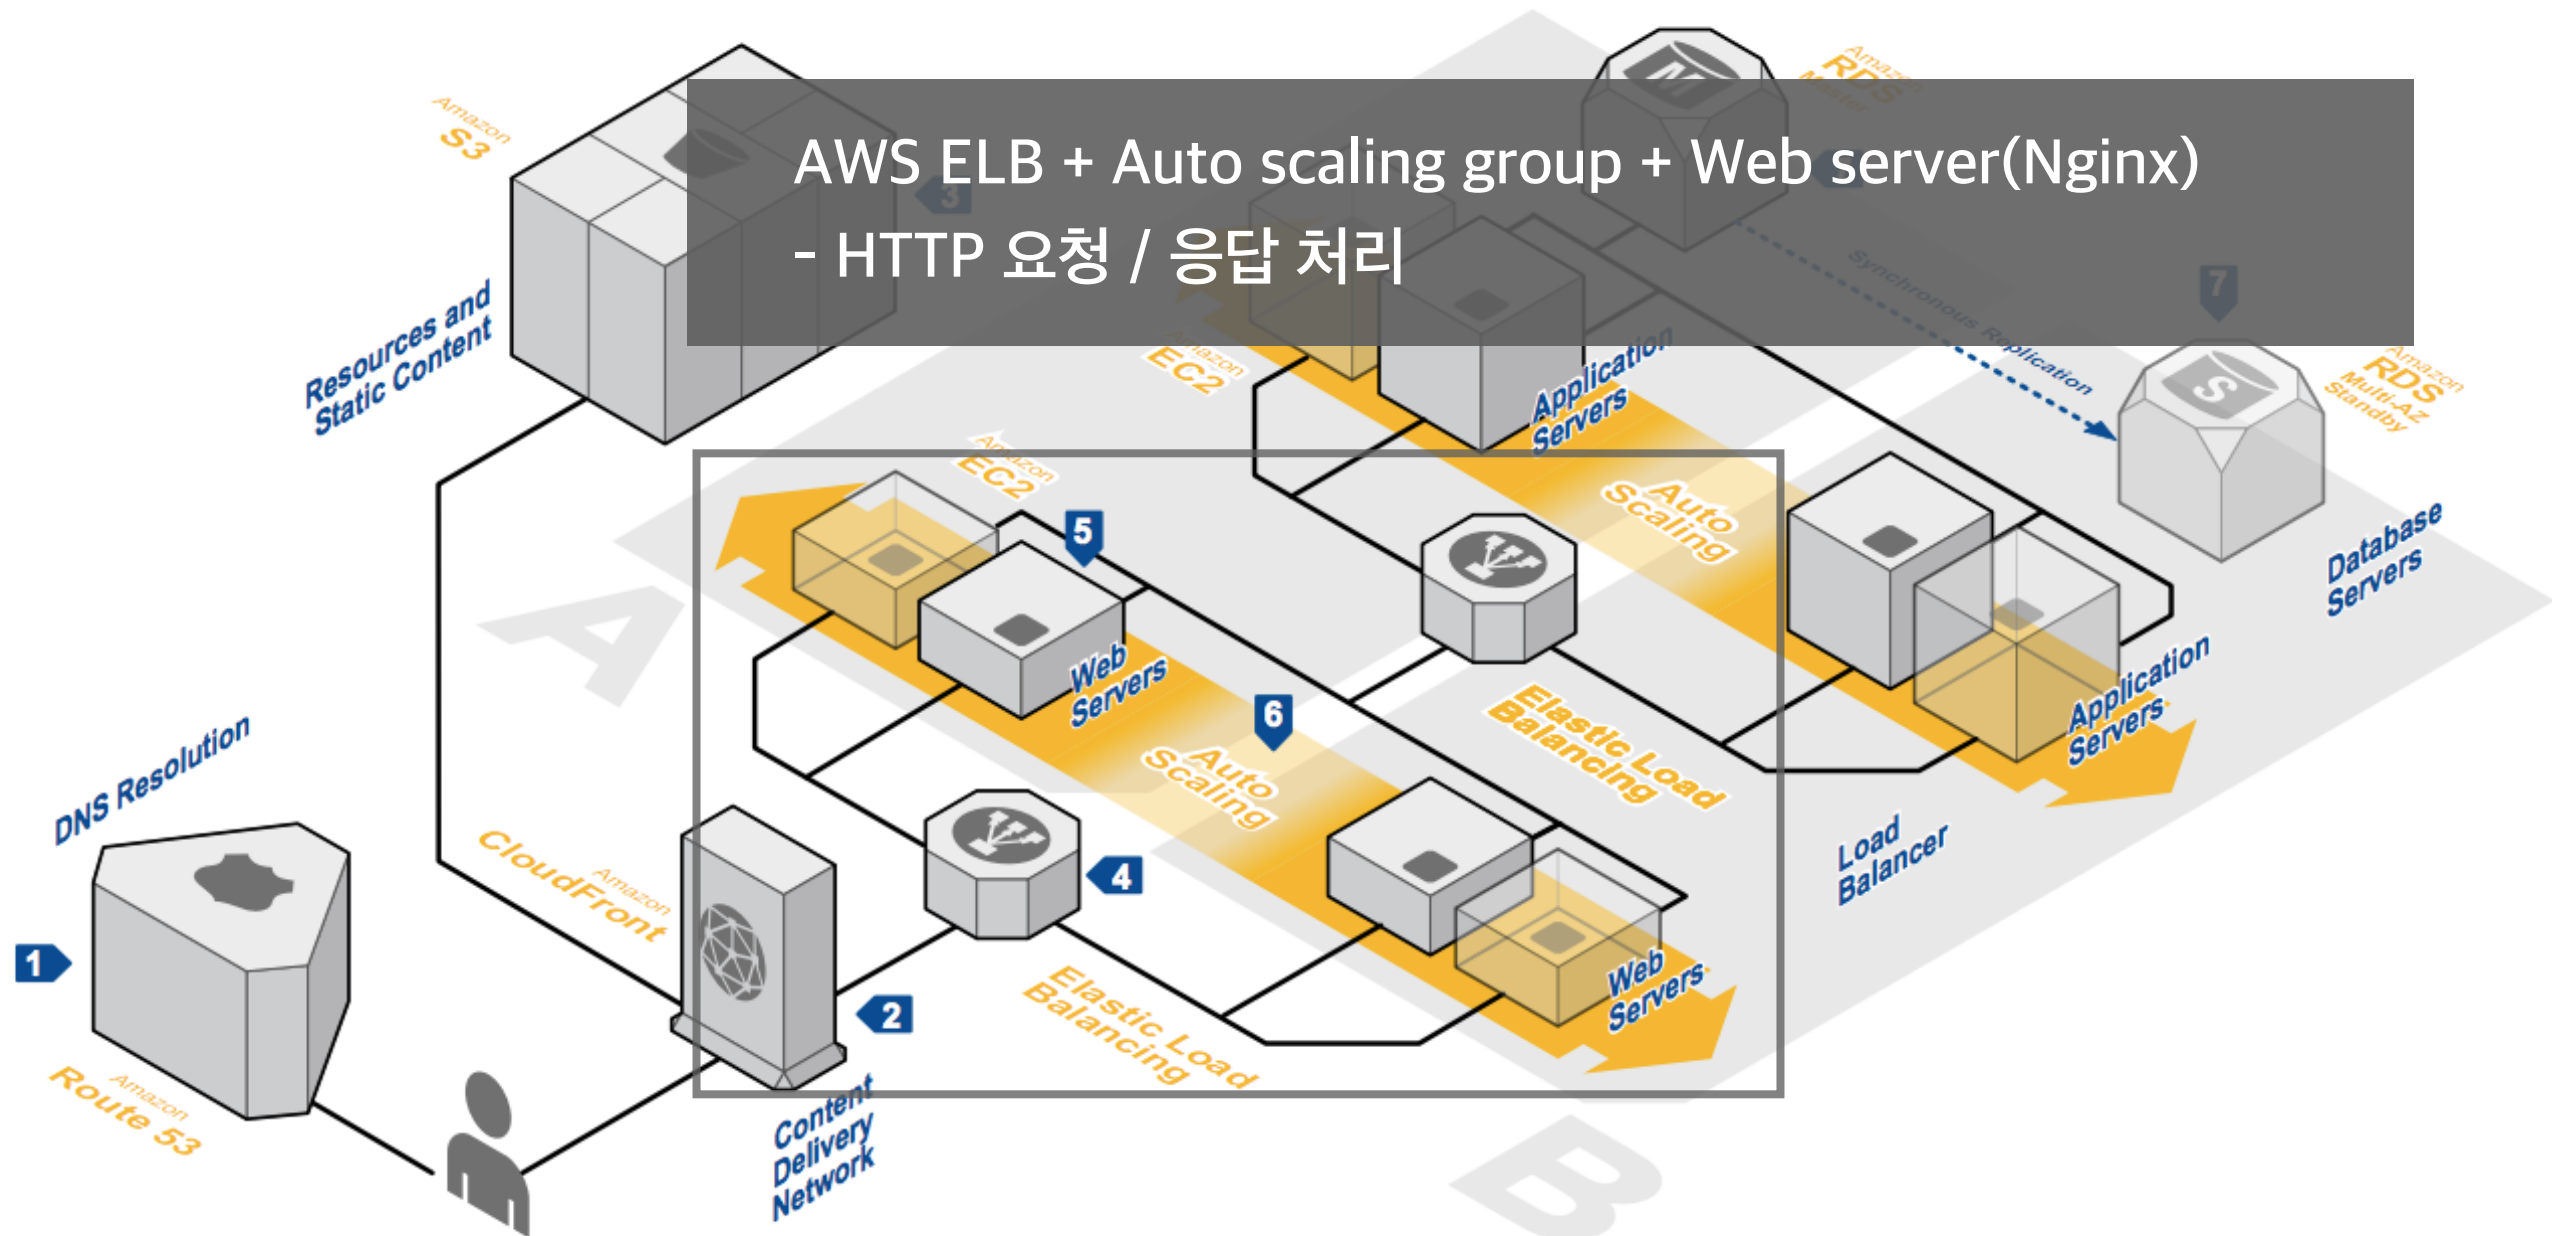 AWS ELB + Auto scaling group + Web server(Nginx)
- HTTP 요청 / 응답 처리
Amazon
S3
3
Resources and
Static Content
Amazon
RDS
Master
Synchronous Replication
7
Amazon
RDS
Multi-AZ
Standby
Database
Servers
Amazon
EC2
Application
Servers
Auto
Scaling
Amazon
EC2
5
Web
Servers
A
6
Auto
Scaling
Elastic Load
Balancing
Application
Servers
Load
Balancer
DNS Resolution
1
Amazon
Route 53
Amazon
CloudFront
4
2
Elastic Load
Balancing
Web
Servers
Content
Delivery
Network
B
M
S